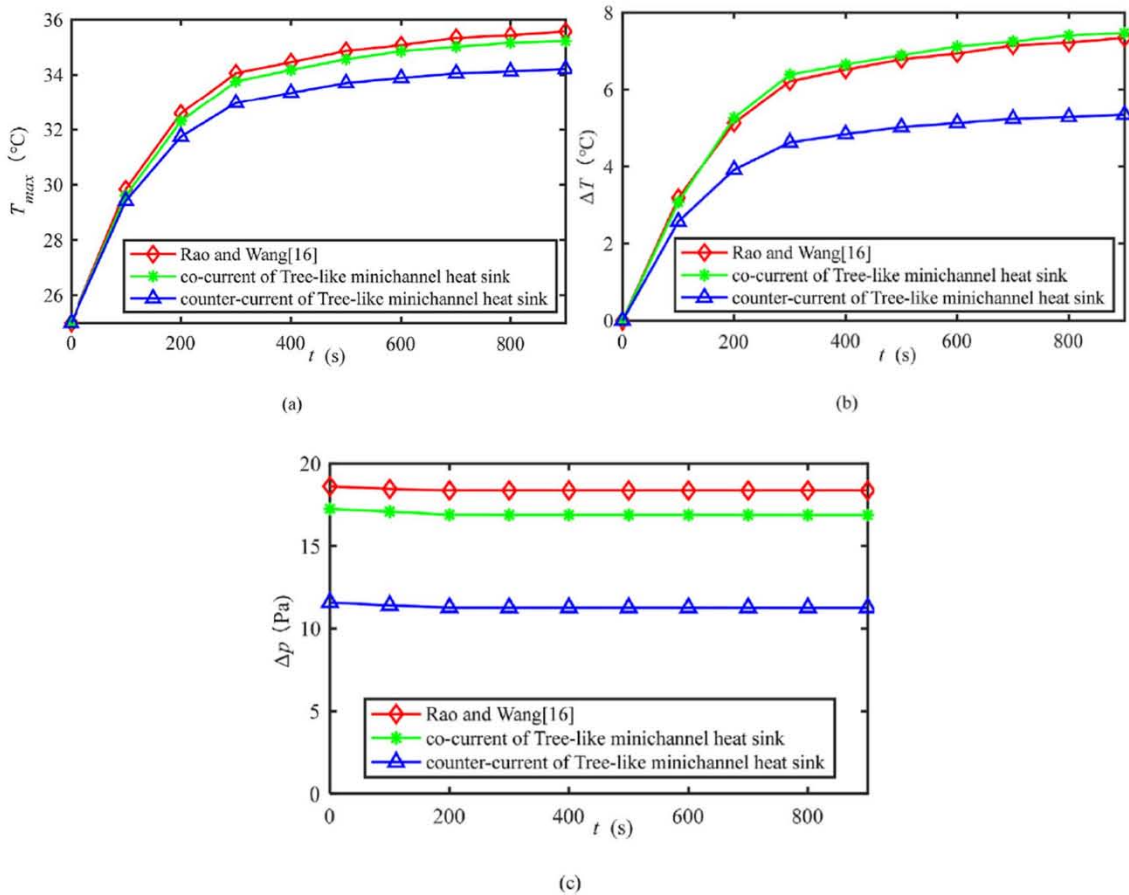 36
34
32
30
28
26
T_max (°C)
Rao and Wang[16]
co-current of Tree-like minichannel heat sink
counter-current of Tree-like minichannel heat sink
0 200 400 600 800
t (s)
(a)
8
6
4
2
0
ΔT (°C)
Rao and Wang[16]
co-current of Tree-like minichannel heat sink
counter-current of Tree-like minichannel heat sink
0 200 400 600 800
t (s)
(b)
20
15
10
5
0
Δp (Pa)
Rao and Wang[16]
co-current of Tree-like minichannel heat sink
counter-current of Tree-like minichannel heat sink
0 200 400 600 800
t (s)
(c)